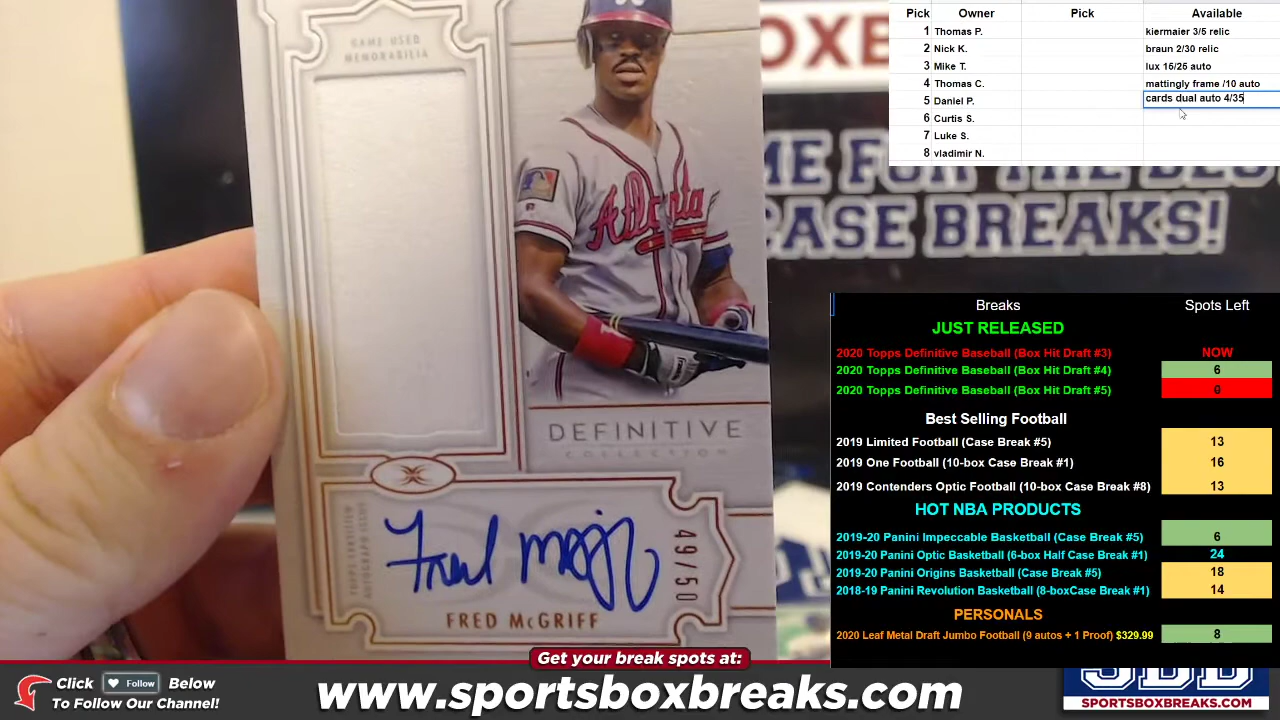 GAME USED
MEMORABILIA
Atlanta
DEFINITIVE
COLLECTION
49/50
FRED McGRIFF
OXB
ME FOR THE BES
CASE BREAKS!
Pick Owner Pick Available
1 Thomas P. kiermaier 3/5 relic
2 Nick K. braun 2/30 relic
3 Mike T. lux 15/25 auto
4 Thomas C. mattingly frame /10 auto
5 Daniel P. cards dual auto 4/35
6 Curtis S.
7 Luke S.
8 vladimir N.
Breaks Spots Left
JUST RELEASED
2020 Topps Definitive Baseball (Box Hit Draft #3) NOW
2020 Topps Definitive Baseball (Box Hit Draft #4) 6
2020 Topps Definitive Baseball (Box Hit Draft #5) 0
Best Selling Football
2019 Limited Football (Case Break #5) 13
2019 One Football (10-box Case Break #1) 16
2019 Contenders Optic Football (10-box Case Break #8) 13
HOT NBA PRODUCTS
2019-20 Panini Impeccable Basketball (Case Break #5) 6
2019-20 Panini Optic Basketball (6-box Half Case Break #1) 24
2019-20 Panini Origins Basketball (Case Break #5) 18
2018-19 Panini Revolution Basketball (8-boxCase Break #1) 14
PERSONALS
2020 Leaf Metal Draft Jumbo Football (9 autos + 1 Proof) $329.99 8
Get your break spots at:
Click Follow Below
To Follow Our Channel!
www.sportsboxbreaks.com
SBB
SPORTSBOXBREAKS.COM